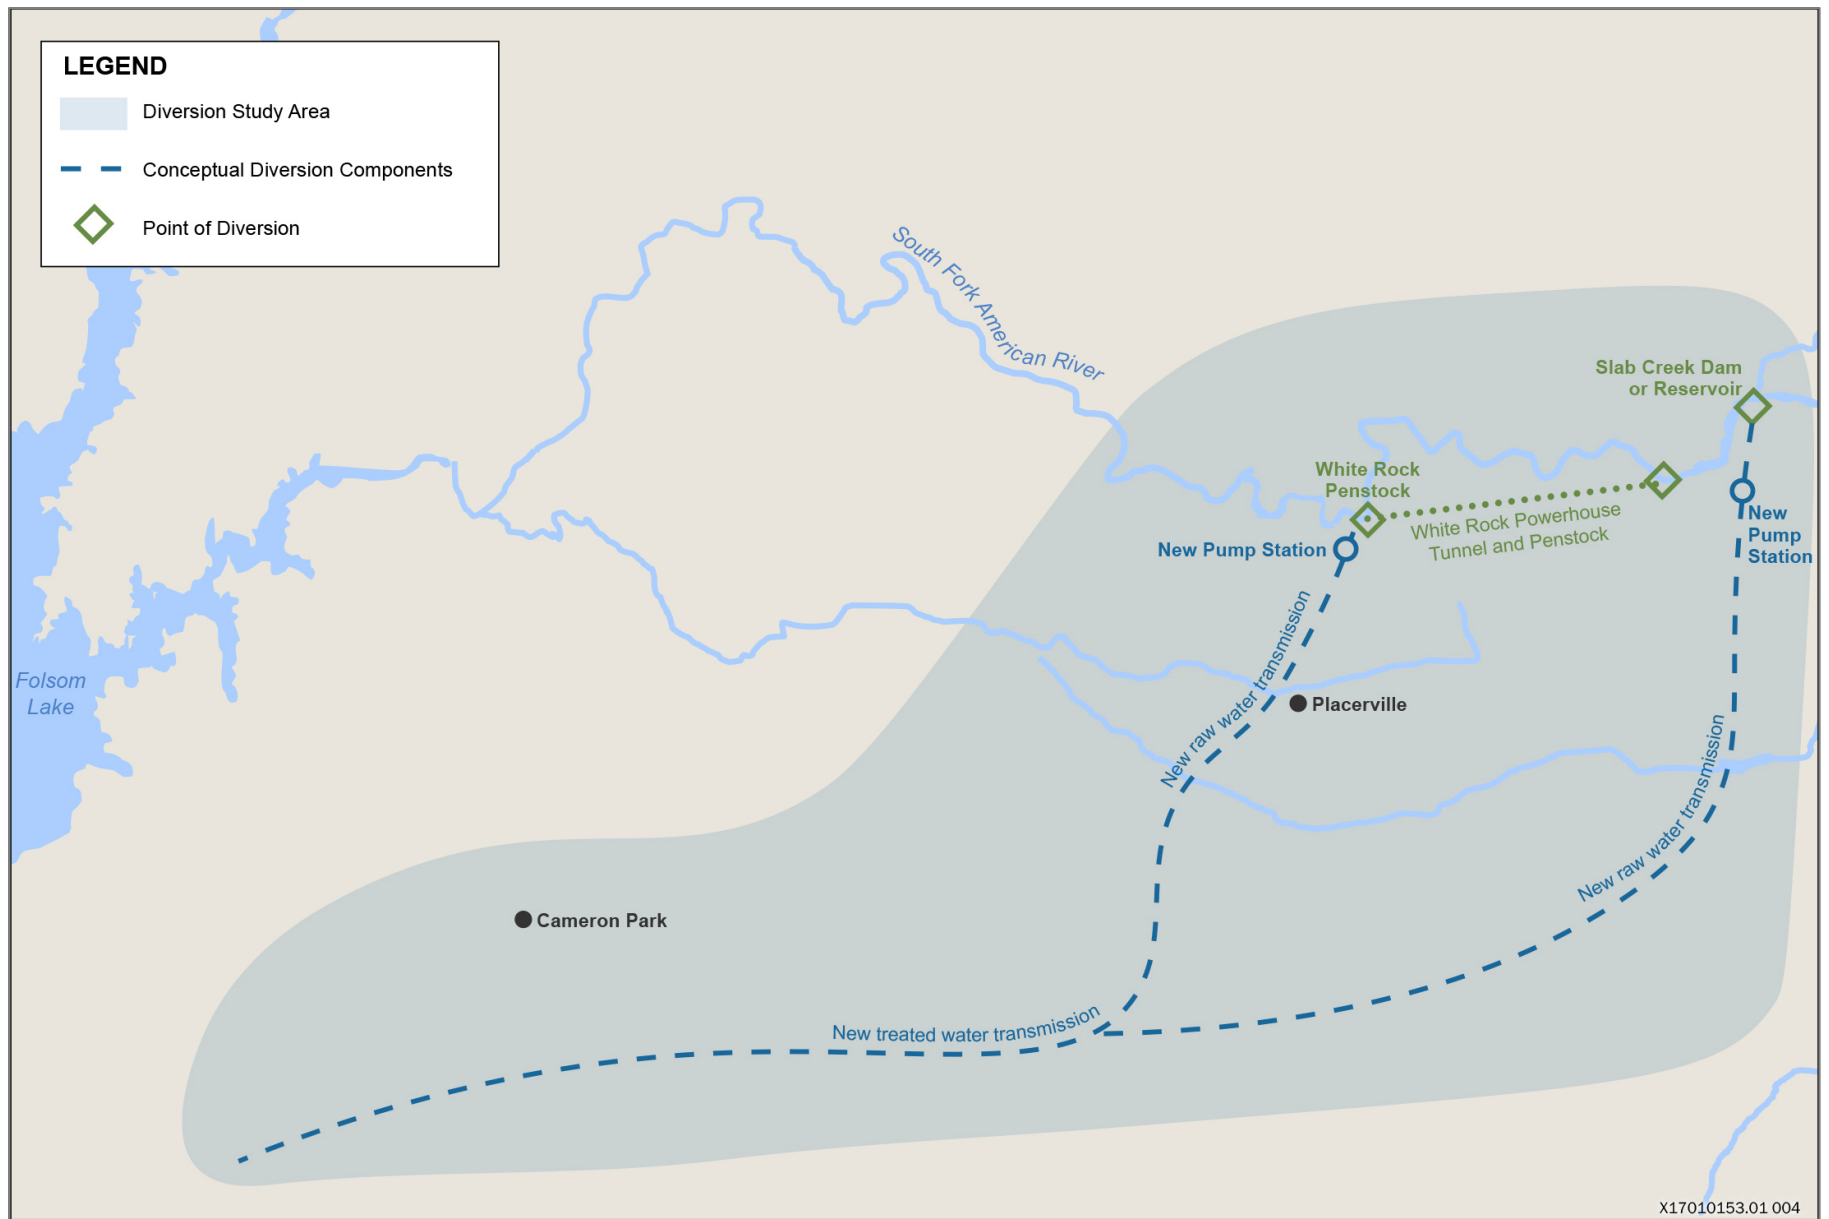 LEGEND
Diversion Study Area
Conceptual Diversion Components
Point of Diversion
South Fork American River
Slab Creek Dam
or Reservoir
White Rock
Penstock
White Rock Powerhouse
Tunnel and Penstock
New Pump Station
New
Pump
Station
New raw water transmission
Folsom
Lake
Placerville
New raw water transmission
Cameron Park
New treated water transmission
X17010153.01 004